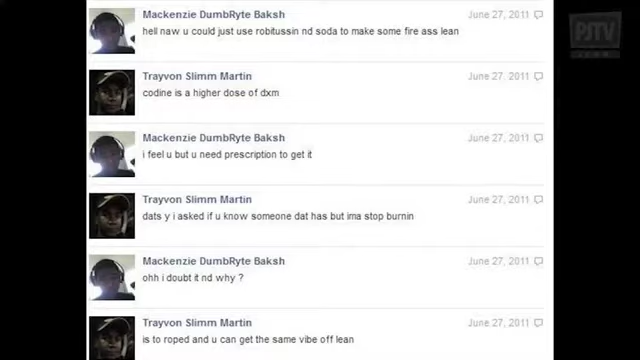 Mackenzie DumbRyte Baksh June 27, 2011
hell naw u could just use robitussin nd soda to make some fire ass lean
PJTV
.COM
Trayvon Slimm Martin June 27, 2011
codine is a higher dose of dxm
Mackenzie DumbRyte Baksh June 27, 2011
i feel u but u need prescription to get it
Trayvon Slimm Martin June 27, 2011
dats y i asked if u know someone dat has but ima stop burnin
Mackenzie DumbRyte Baksh June 27, 2011
ohh i doubt it nd why ?
Trayvon Slimm Martin June 27, 2011
is to roped and u can get the same vibe off lean